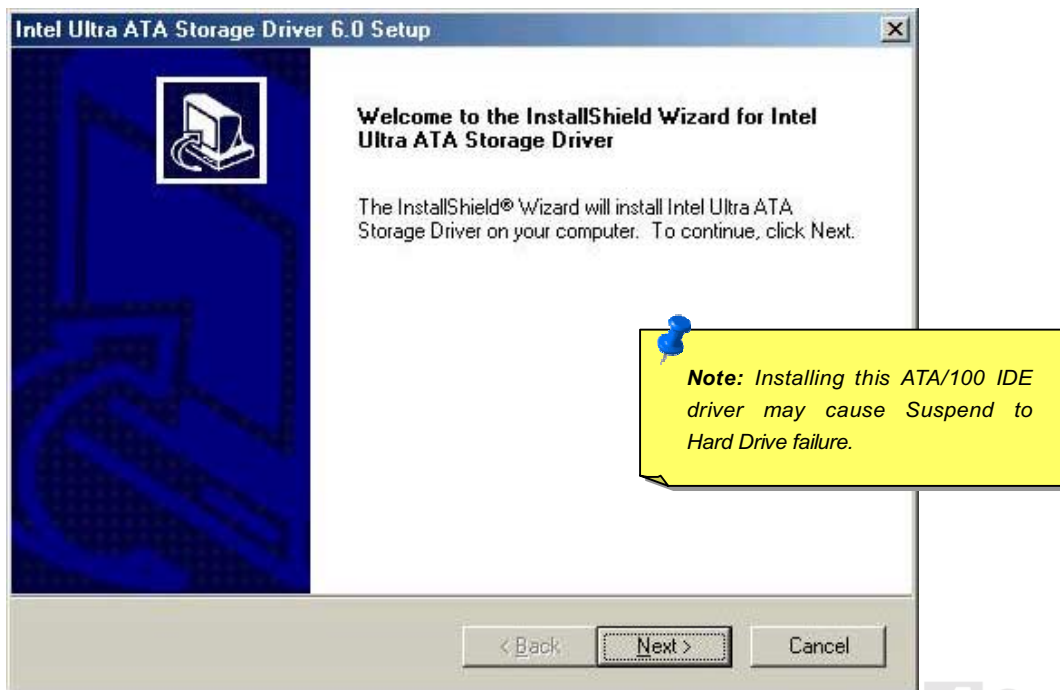 Intel Ultra ATA Storage Driver 6.0 Setup
Welcome to the InstallShield Wizard for Intel
Ultra ATA Storage Driver
The InstallShield® Wizard will install Intel Ultra ATA
Storage Driver on your computer. To continue, click Next.
Note: Installing this ATA/100 IDE
driver may cause Suspend to
Hard Drive failure.
< Back
Next >
Cancel